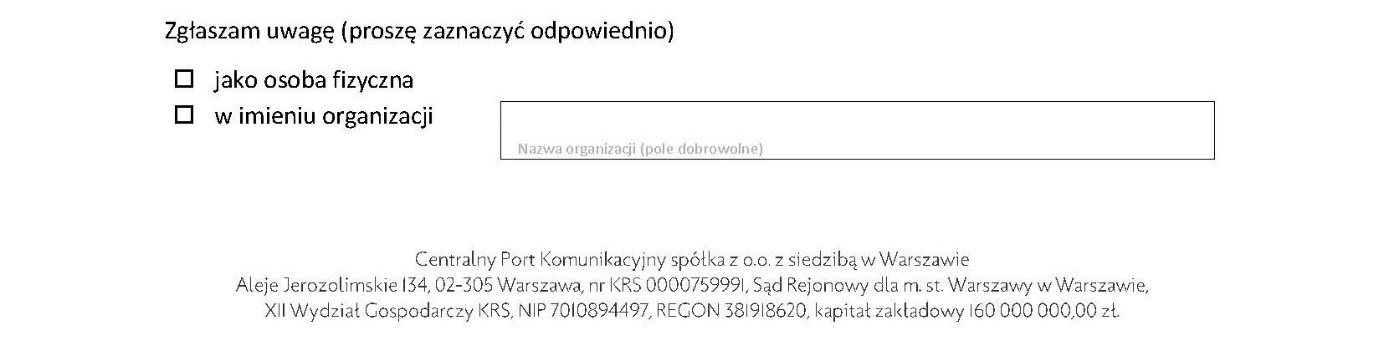 Zgłaszam uwagę (proszę zaznaczyć odpowiednio)
jako osoba fizyczna
w imieniu organizacji
Nazwa organizacji (pole dobrowolne)
Centralny Port Komunikacyjny spółka z o.o. z siedzibą w Warszawie
Aleje Jerozolimskie 134, 02-305 Warszawa, nr KRS 0000759991, Sąd Rejonowy dla m. st. Warszawy w Warszawie,
XII Wydział Gospodarczy KRS, NIP 7010894497, REGON 381918620, kapitał zakładowy 160 000 000,00 zł.